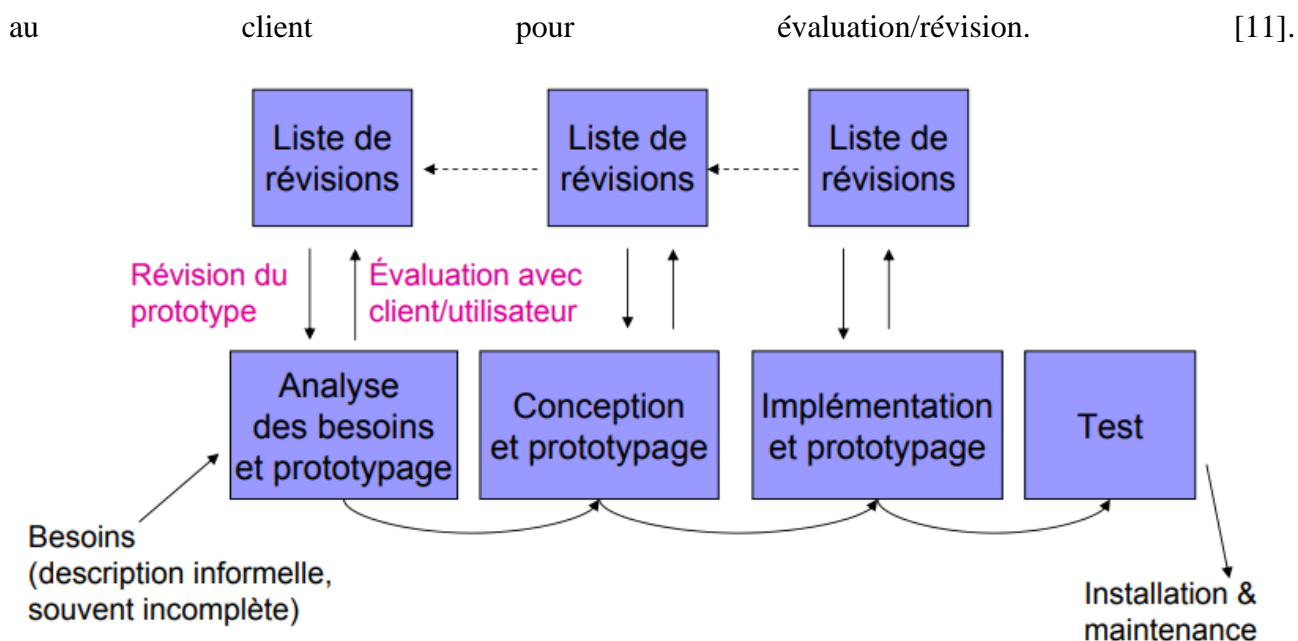 au client pour évaluation/révision. [11].
Liste de
révisions
Liste de
révisions
Liste de
révisions
Révision du
prototype
Évaluation avec
client/utilisateur
Analyse
des besoins
et prototypage
Conception
et prototypage
Implémentation
et prototypage
Test
Besoins
(description informelle,
souvent incomplète)
Installation &
maintenance